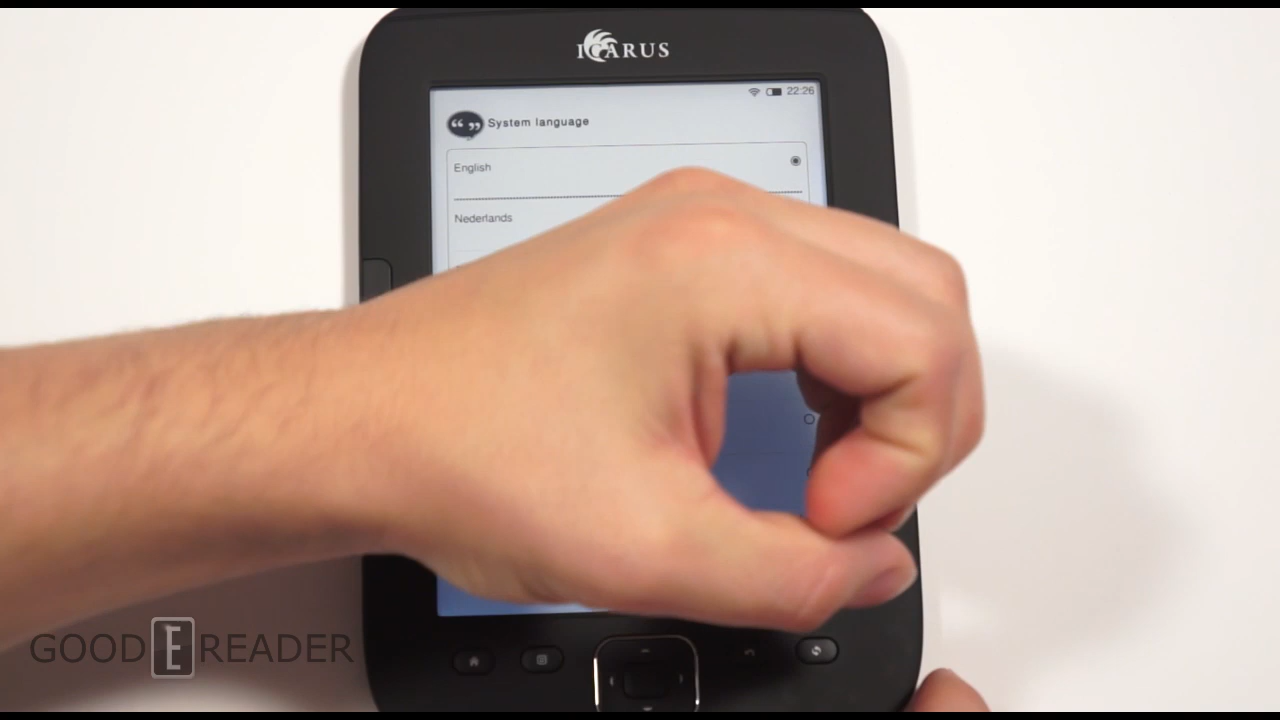 ICARUS
22:26
System language
English
Nederlands
GOOD E READER